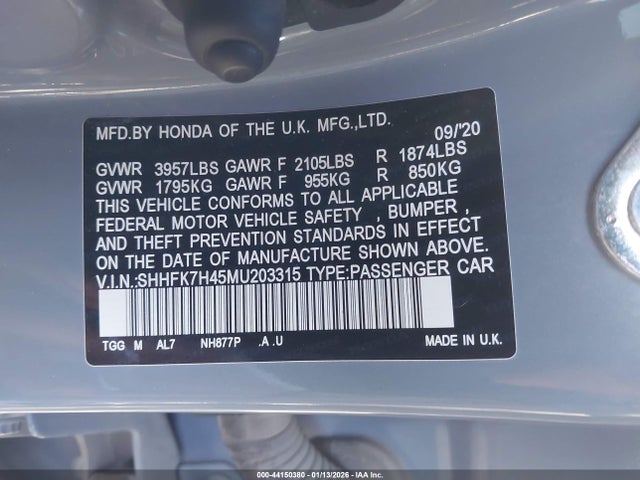 MFD.BY HONDA OF THE U.K. MFG.,LTD.
09/'20
GVWR 3957LBS GAWR F 2105LBS R 1874LBS
GVWR 1795KG GAWR F 955KG R 850KG
THIS VEHICLE CONFORMS TO ALL APPLICABLE
FEDERAL MOTOR VEHICLE SAFETY , BUMPER ,
AND THEFT PREVENTION STANDARDS IN EFFECT
ON THE DATE OF MANUFACTURE SHOWN ABOVE.
V.I.N.:SHHFK7H45MU203315 TYPE:PASSENGER CAR
TGG M AL7 NH877P .A .U MADE IN U.K.
000-44150380 - 01/13/2026 - IAA Inc.